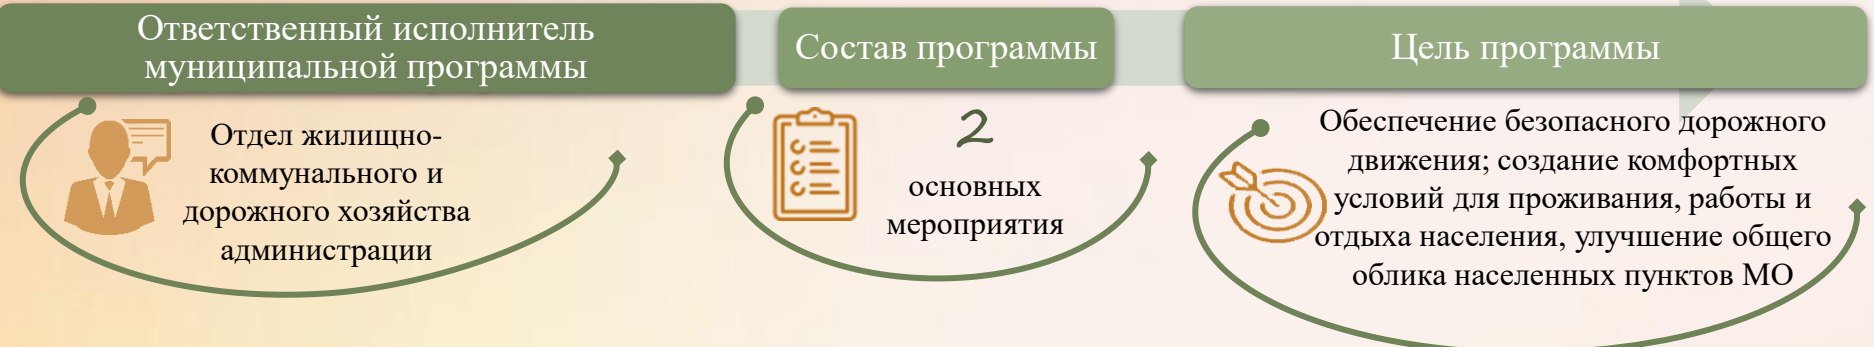 Ответственный исполнитель
муниципальной программы
Отдел жилищно-
коммунального и
дорожного хозяйства
администрации
Состав программы
2
основных
мероприятия
Цель программы
Обеспечение безопасного дорожного
движения; создание комфортных
условий для проживания, работы и
отдыха населения, улучшение общего
облика населенных пунктов МО